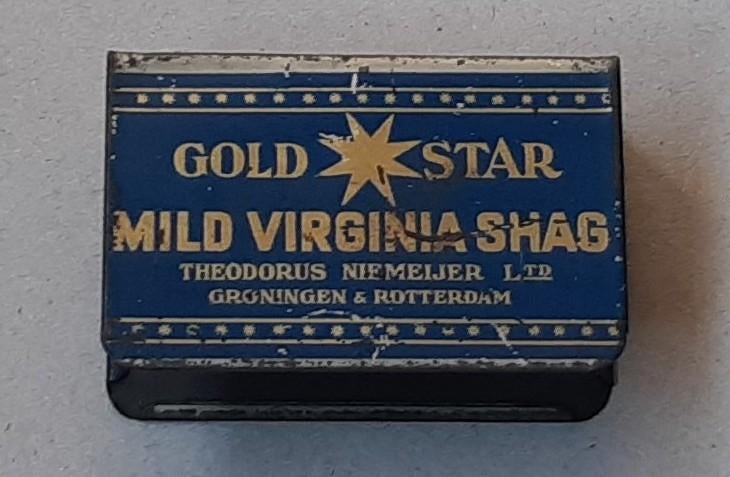 GOLD STAR
MILD VIRGINIA SHAG
THEODORUS NIEMEIJER LTD
GRONINGEN & ROTTERDAM